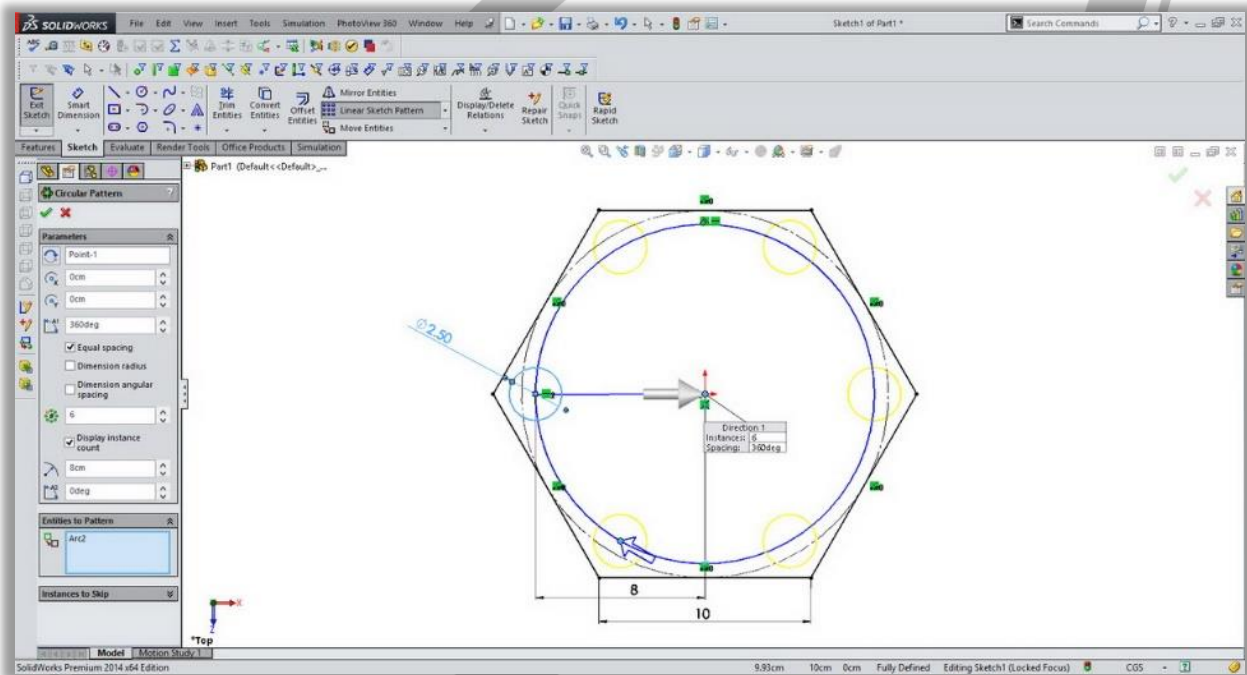 SOLIDWORKS File Edit View Insert Tools Simulation PhotoView 360 Window Help Sketch1 of Part1 * Search Commands
Exit Sketch
Smart Dimension
Trim Entities
Convert Entities
Offset Entities
Mirror Entities
Linear Sketch Pattern
Move Entities
Display/Delete Relations
Repair Sketch
Quick Snaps
Rapid Sketch
Features Sketch Evaluate Render Tools Office Products Simulation
Part1 (Default<<Default>_...
Circular Pattern ?
Parameters
Point-1
0cm
0cm
360deg
Equal spacing
Dimension radius
Dimension angular spacing
6
Display instance count
8cm
0deg
Entities to Pattern
Arc2
Instances to Skip
Ø2.50
Direction 1
Instances: 6
Spacing: 360deg
8
10
X
Z
*Top
Model Motion Study 1
SolidWorks Premium 2014 x64 Edition 9.93cm 10cm 0cm Fully Defined Editing Sketch1 (Locked Focus) CGS